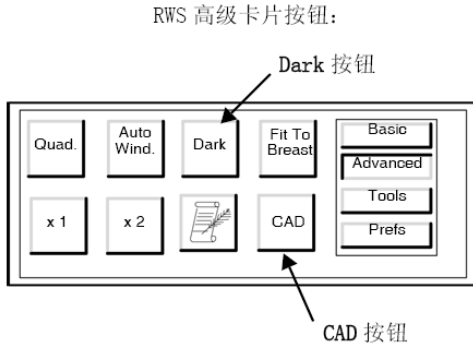 RWS 高级卡片按钮：
Dark 按钮
Quad.
Auto
Wind.
Dark
Fit To
Breast
Basic
Advanced
Tools
Prefs
x 1
x 2
CAD
CAD 按钮